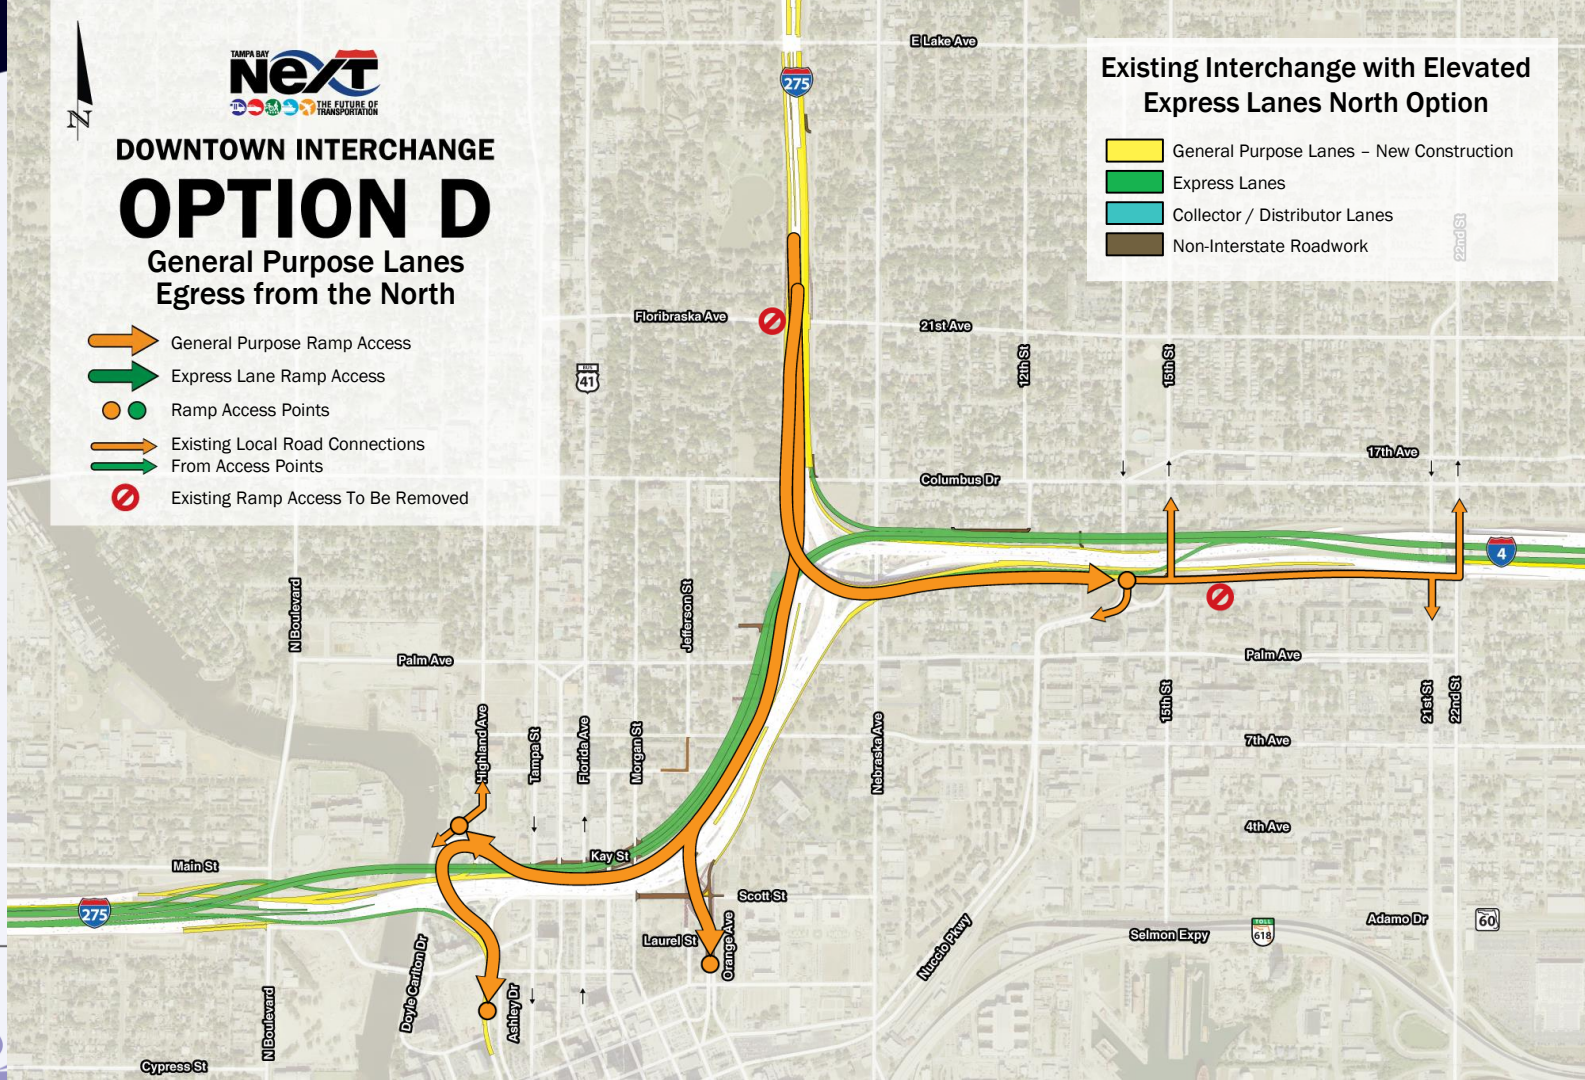 TAMPA BAY
NeXT
THE FUTURE OF
TRANSPORTATION
N
DOWNTOWN INTERCHANGE
OPTION D
General Purpose Lanes
Egress from the North
General Purpose Ramp Access
Express Lane Ramp Access
Ramp Access Points
Existing Local Road Connections
From Access Points
Existing Ramp Access To Be Removed
Existing Interchange with Elevated
Express Lanes North Option
General Purpose Lanes – New Construction
Express Lanes
Collector / Distributor Lanes
Non-Interstate Roadwork
22nd St
E Lake Ave
275
Floribraska Ave
21st Ave
41
12th St
15th St
17th Ave
Columbus Dr
4
N Boulevard
Jefferson St
Palm Ave
Palm Ave
15th St
21st St
22nd St
Highland Ave
Tampa St
Florida Ave
Morgan St
Nebraska Ave
7th Ave
4th Ave
Kay St
Main St
Scott St
275
Laurel St
Orange Ave
Nuccio Pkwy
Selmon Expy
TOLL
618
Adamo Dr
60
Doyle Carlton Dr
Ashley Dr
N Boulevard
Cypress St